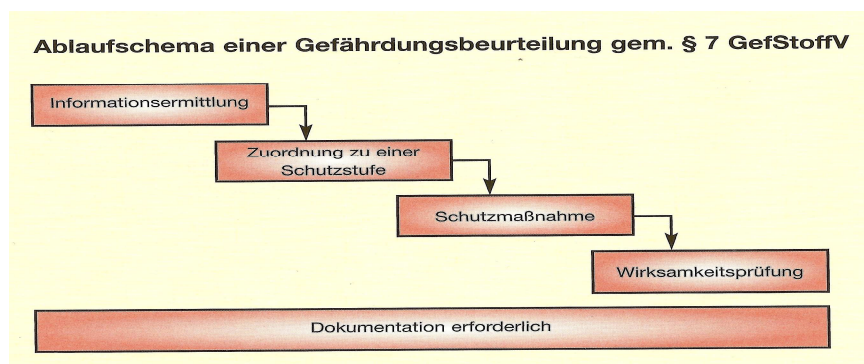 Ablaufschema einer Gefährdungsbeurteilung gem. § 7 GefStoffV
Informationsermittlung
Zuordnung zu einer
Schutzstufe
Schutzmaßnahme
Wirksamkeitsprüfung
Dokumentation erforderlich